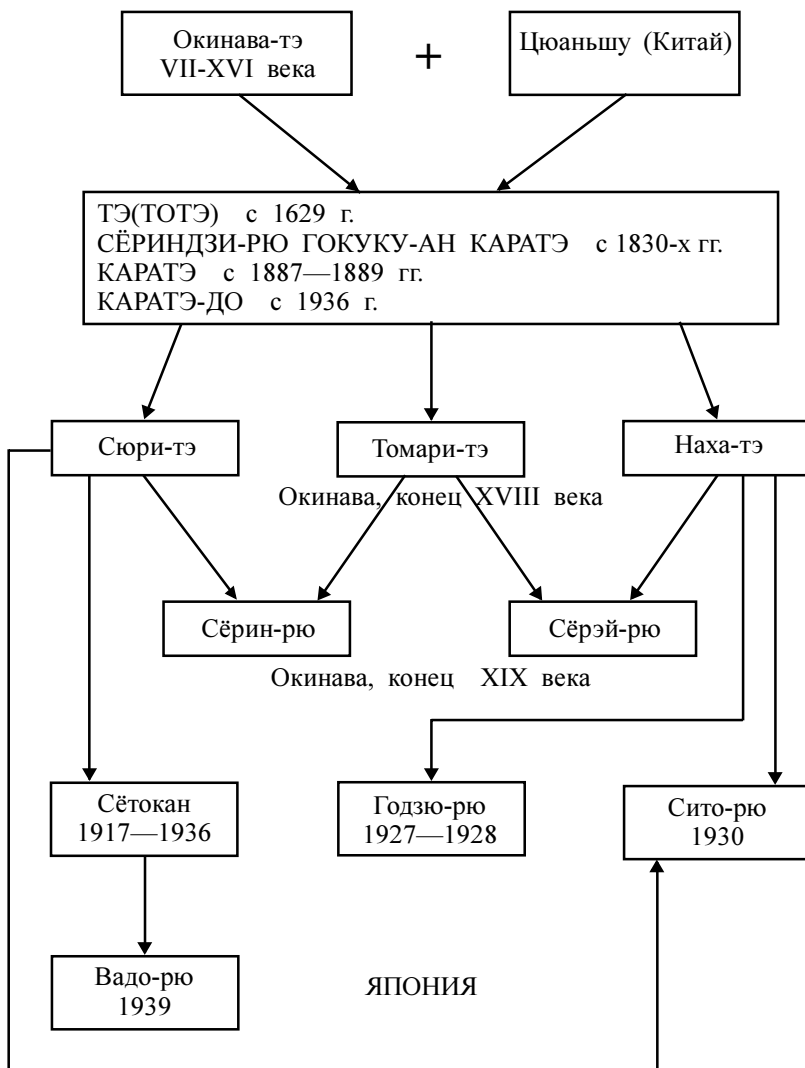 Окинава-тэ
VII-XVI века
+
Цюаньшу (Китай)
ТЭ(ТОТЭ) с 1629 г.
СЁРИНДЗИ-РЮ ГОКУКУ-АН КАРАТЭ с 1830-х гг.
КАРАТЭ с 1887—1889 гг.
КАРАТЭ-ДО с 1936 г.
Сюри-тэ
Томари-тэ
Наха-тэ
Окинава, конец XVIII века
Сёрин-рю
Сёрэй-рю
Окинава, конец XIX века
Сётокан
1917—1936
Годзю-рю
1927—1928
Сито-рю
1930
Вадо-рю
1939
ЯПОНИЯ